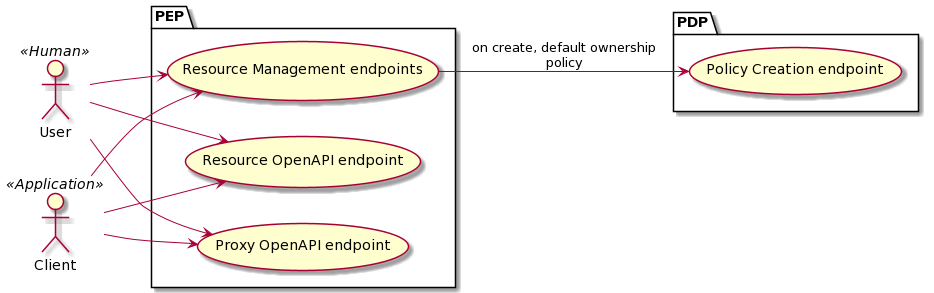 PEP
PDP
«Human»
User
«Application»
Client
Resource Management endpoints
Resource OpenAPI endpoint
Proxy OpenAPI endpoint
on create, default ownership
policy
Policy Creation endpoint